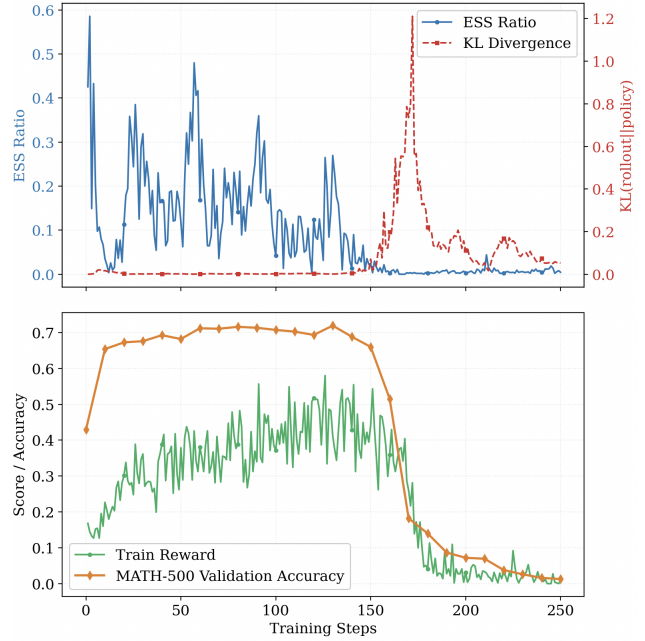 0.6
0.5
0.4
0.3
0.2
0.1
0.0
ESS Ratio
ESS Ratio
KL Divergence
1.2
1.0
0.8
0.6
0.4
0.2
0.0
KL(rollout||policy)
0.7
0.6
0.5
0.4
0.3
0.2
0.1
0.0
Score / Accuracy
Train Reward
MATH-500 Validation Accuracy
0 50 100 150 200 250
Training Steps